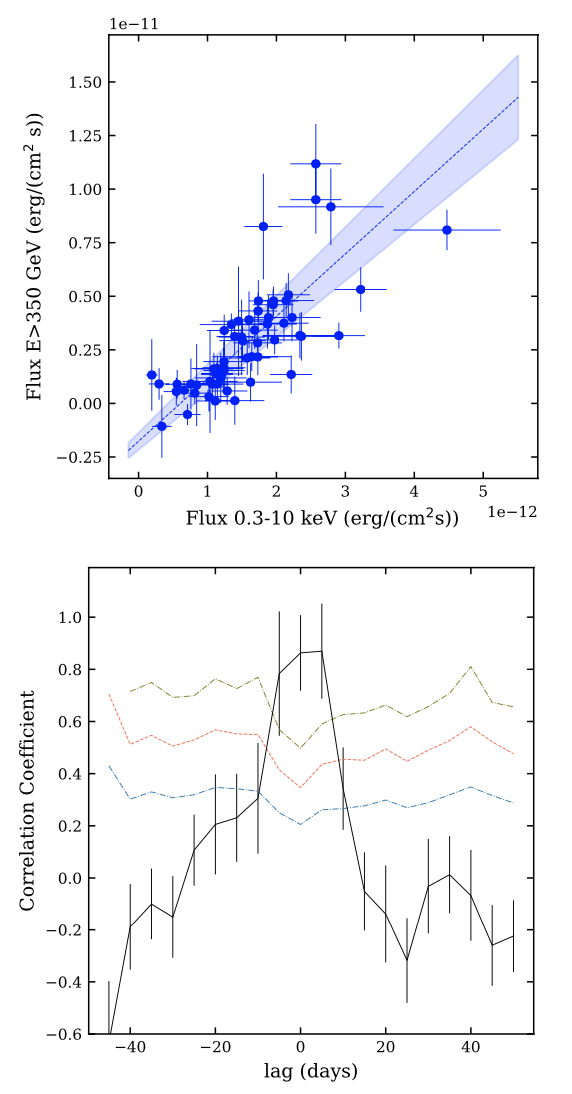 1e−11
1.50
1.25
1.00
0.75
0.50
0.25
0.00
−0.25
Flux E>350 GeV (erg/(cm² s))
0 1 2 3 4 5
1e−12
Flux 0.3-10 keV (erg/(cm²s))
1.0
0.8
0.6
0.4
0.2
0.0
−0.2
−0.4
−0.6
Correlation Coefficient
−40 −20 0 20 40
lag (days)